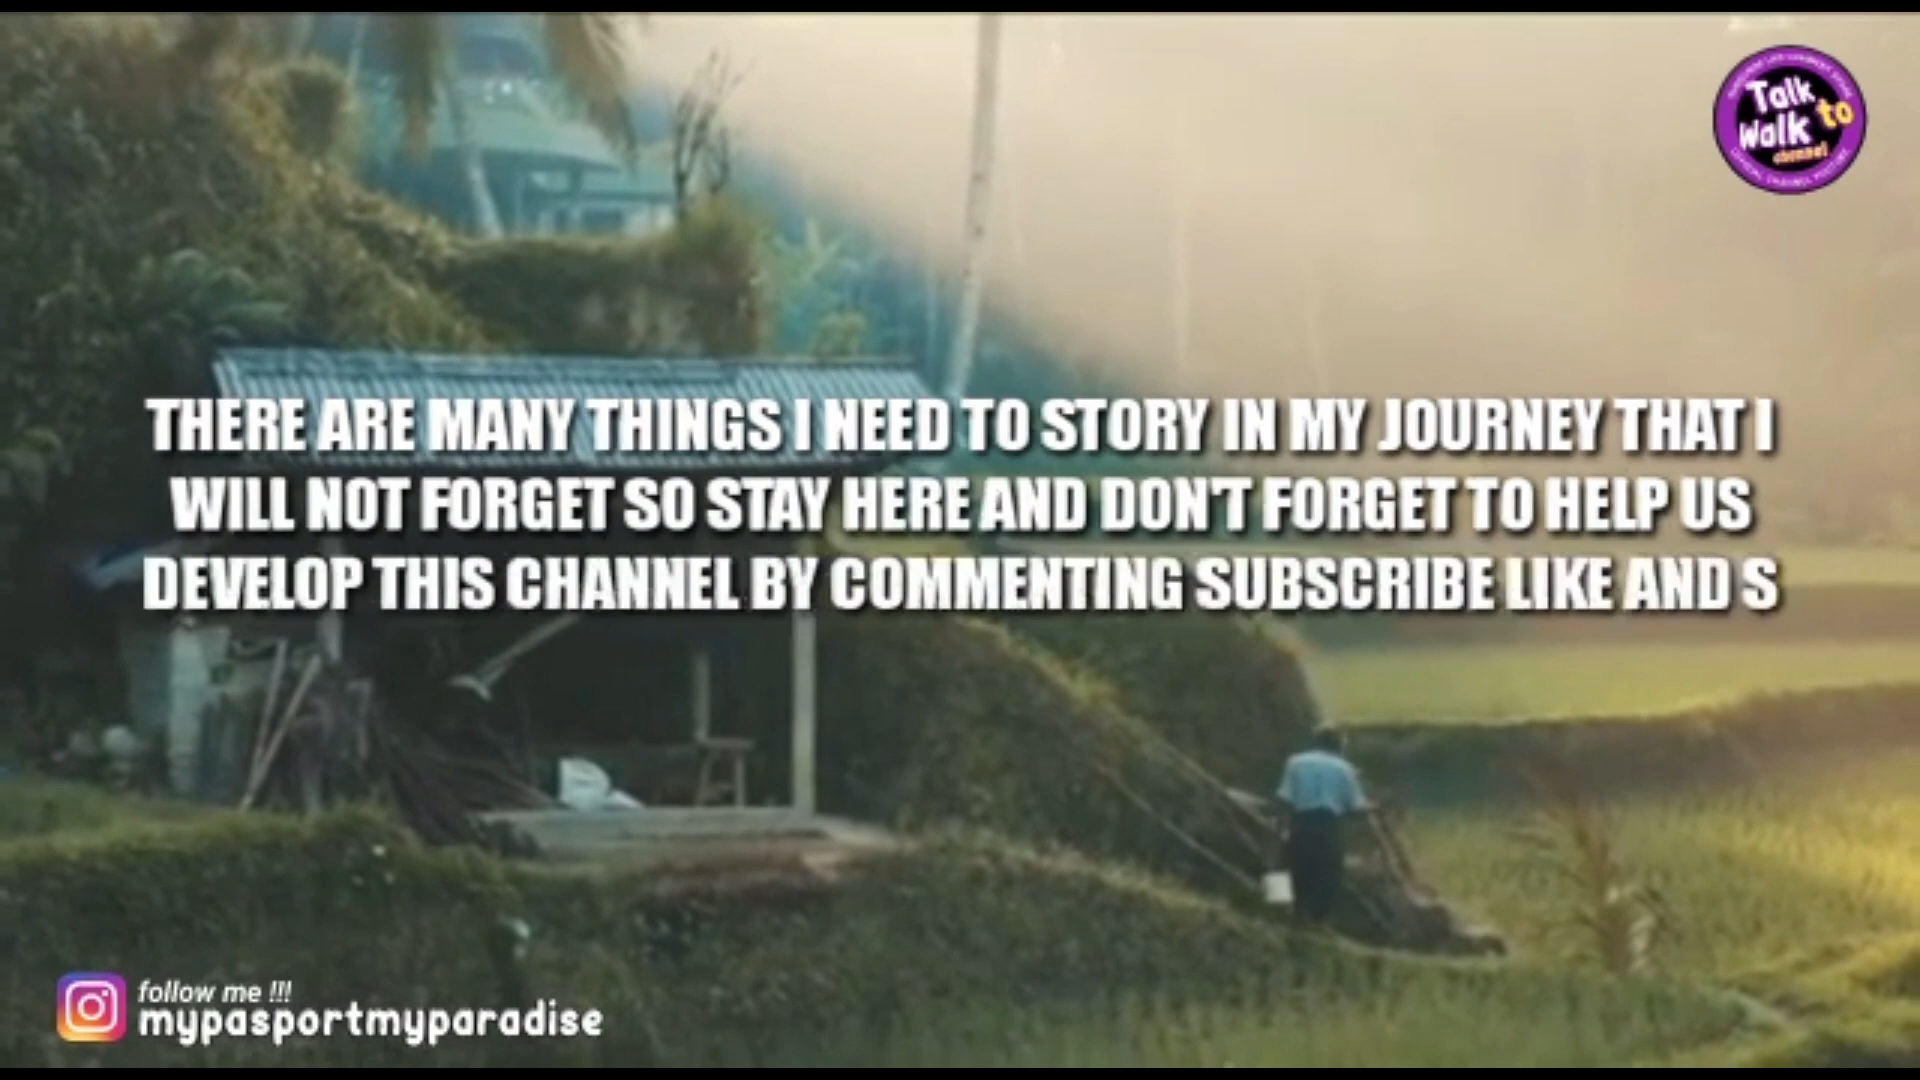 Talk
to
Walk
channel
THERE ARE MANY THINGS I NEED TO STORY IN MY JOURNEY THAT I
WILL NOT FORGET SO STAY HERE AND DON'T FORGET TO HELP US
DEVELOP THIS CHANNEL BY COMMENTING SUBSCRIBE LIKE AND S
follow me !!!
mypasportmyparadise